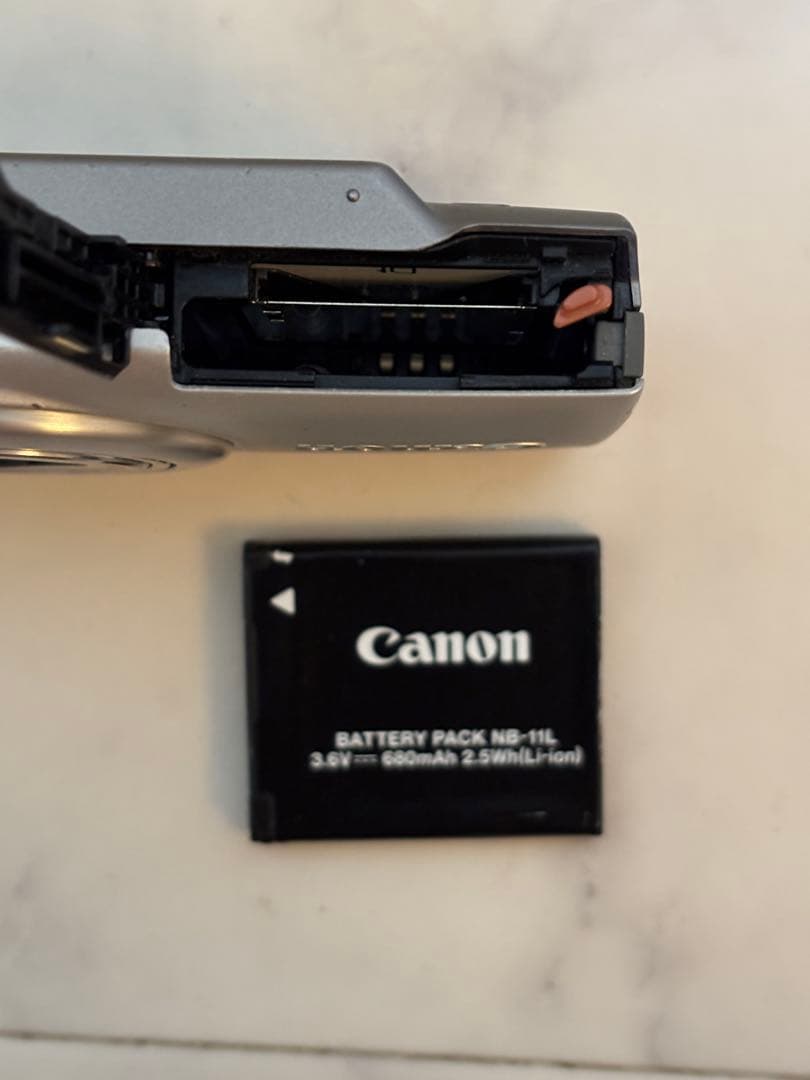 Canon
BATTERY PACK NB-11L
3.6V⎓ 680mAh 2.5Wh(Li-ion)